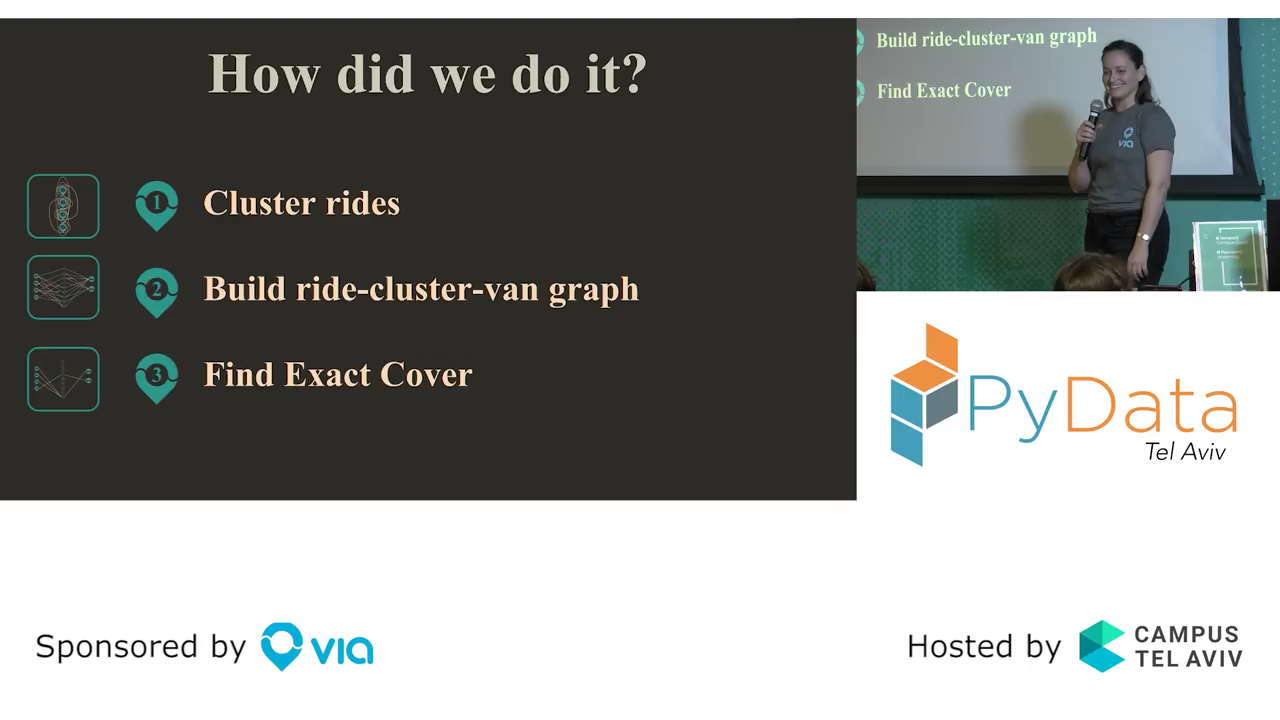 How did we do it?
1 Cluster rides
2 Build ride-cluster-van graph
3 Find Exact Cover
Build ride-cluster-van graph
Find Exact Cover
via
PyData
Tel Aviv
Sponsored by via
Hosted by CAMPUS
TEL AVIV